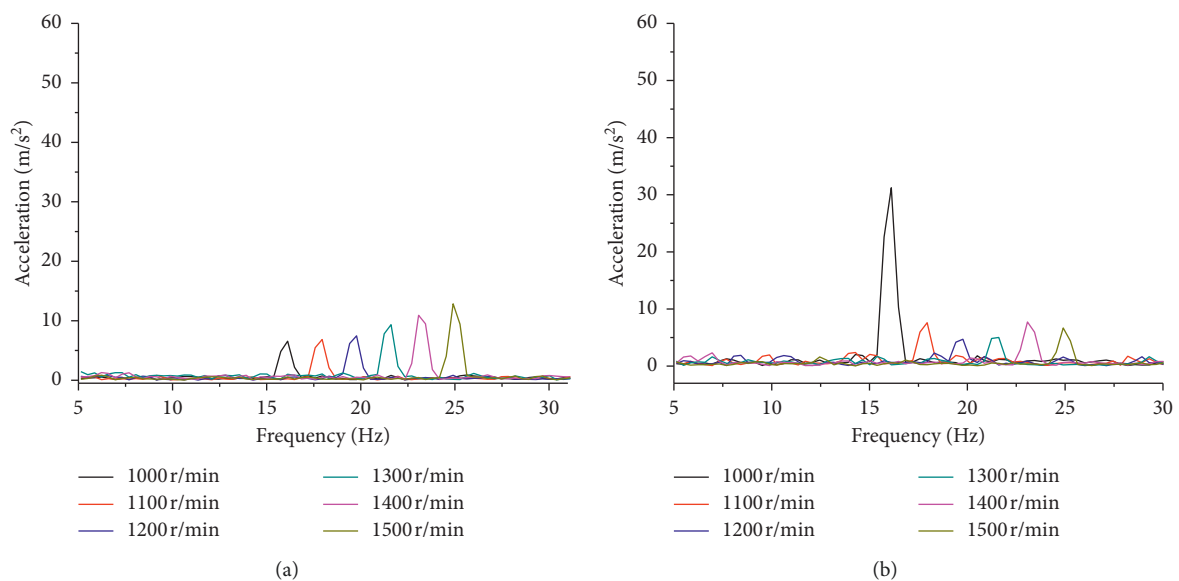 60
50
40
30
20
10
0
Acceleration (m/s²)
5 10 15 20 25 30
Frequency (Hz)
1000 r/min 1300 r/min
1100 r/min 1400 r/min
1200 r/min 1500 r/min
(a)
60
50
40
30
20
10
0
Acceleration (m/s²)
5 10 15 20 25 30
Frequency (Hz)
1000 r/min 1300 r/min
1100 r/min 1400 r/min
1200 r/min 1500 r/min
(b)